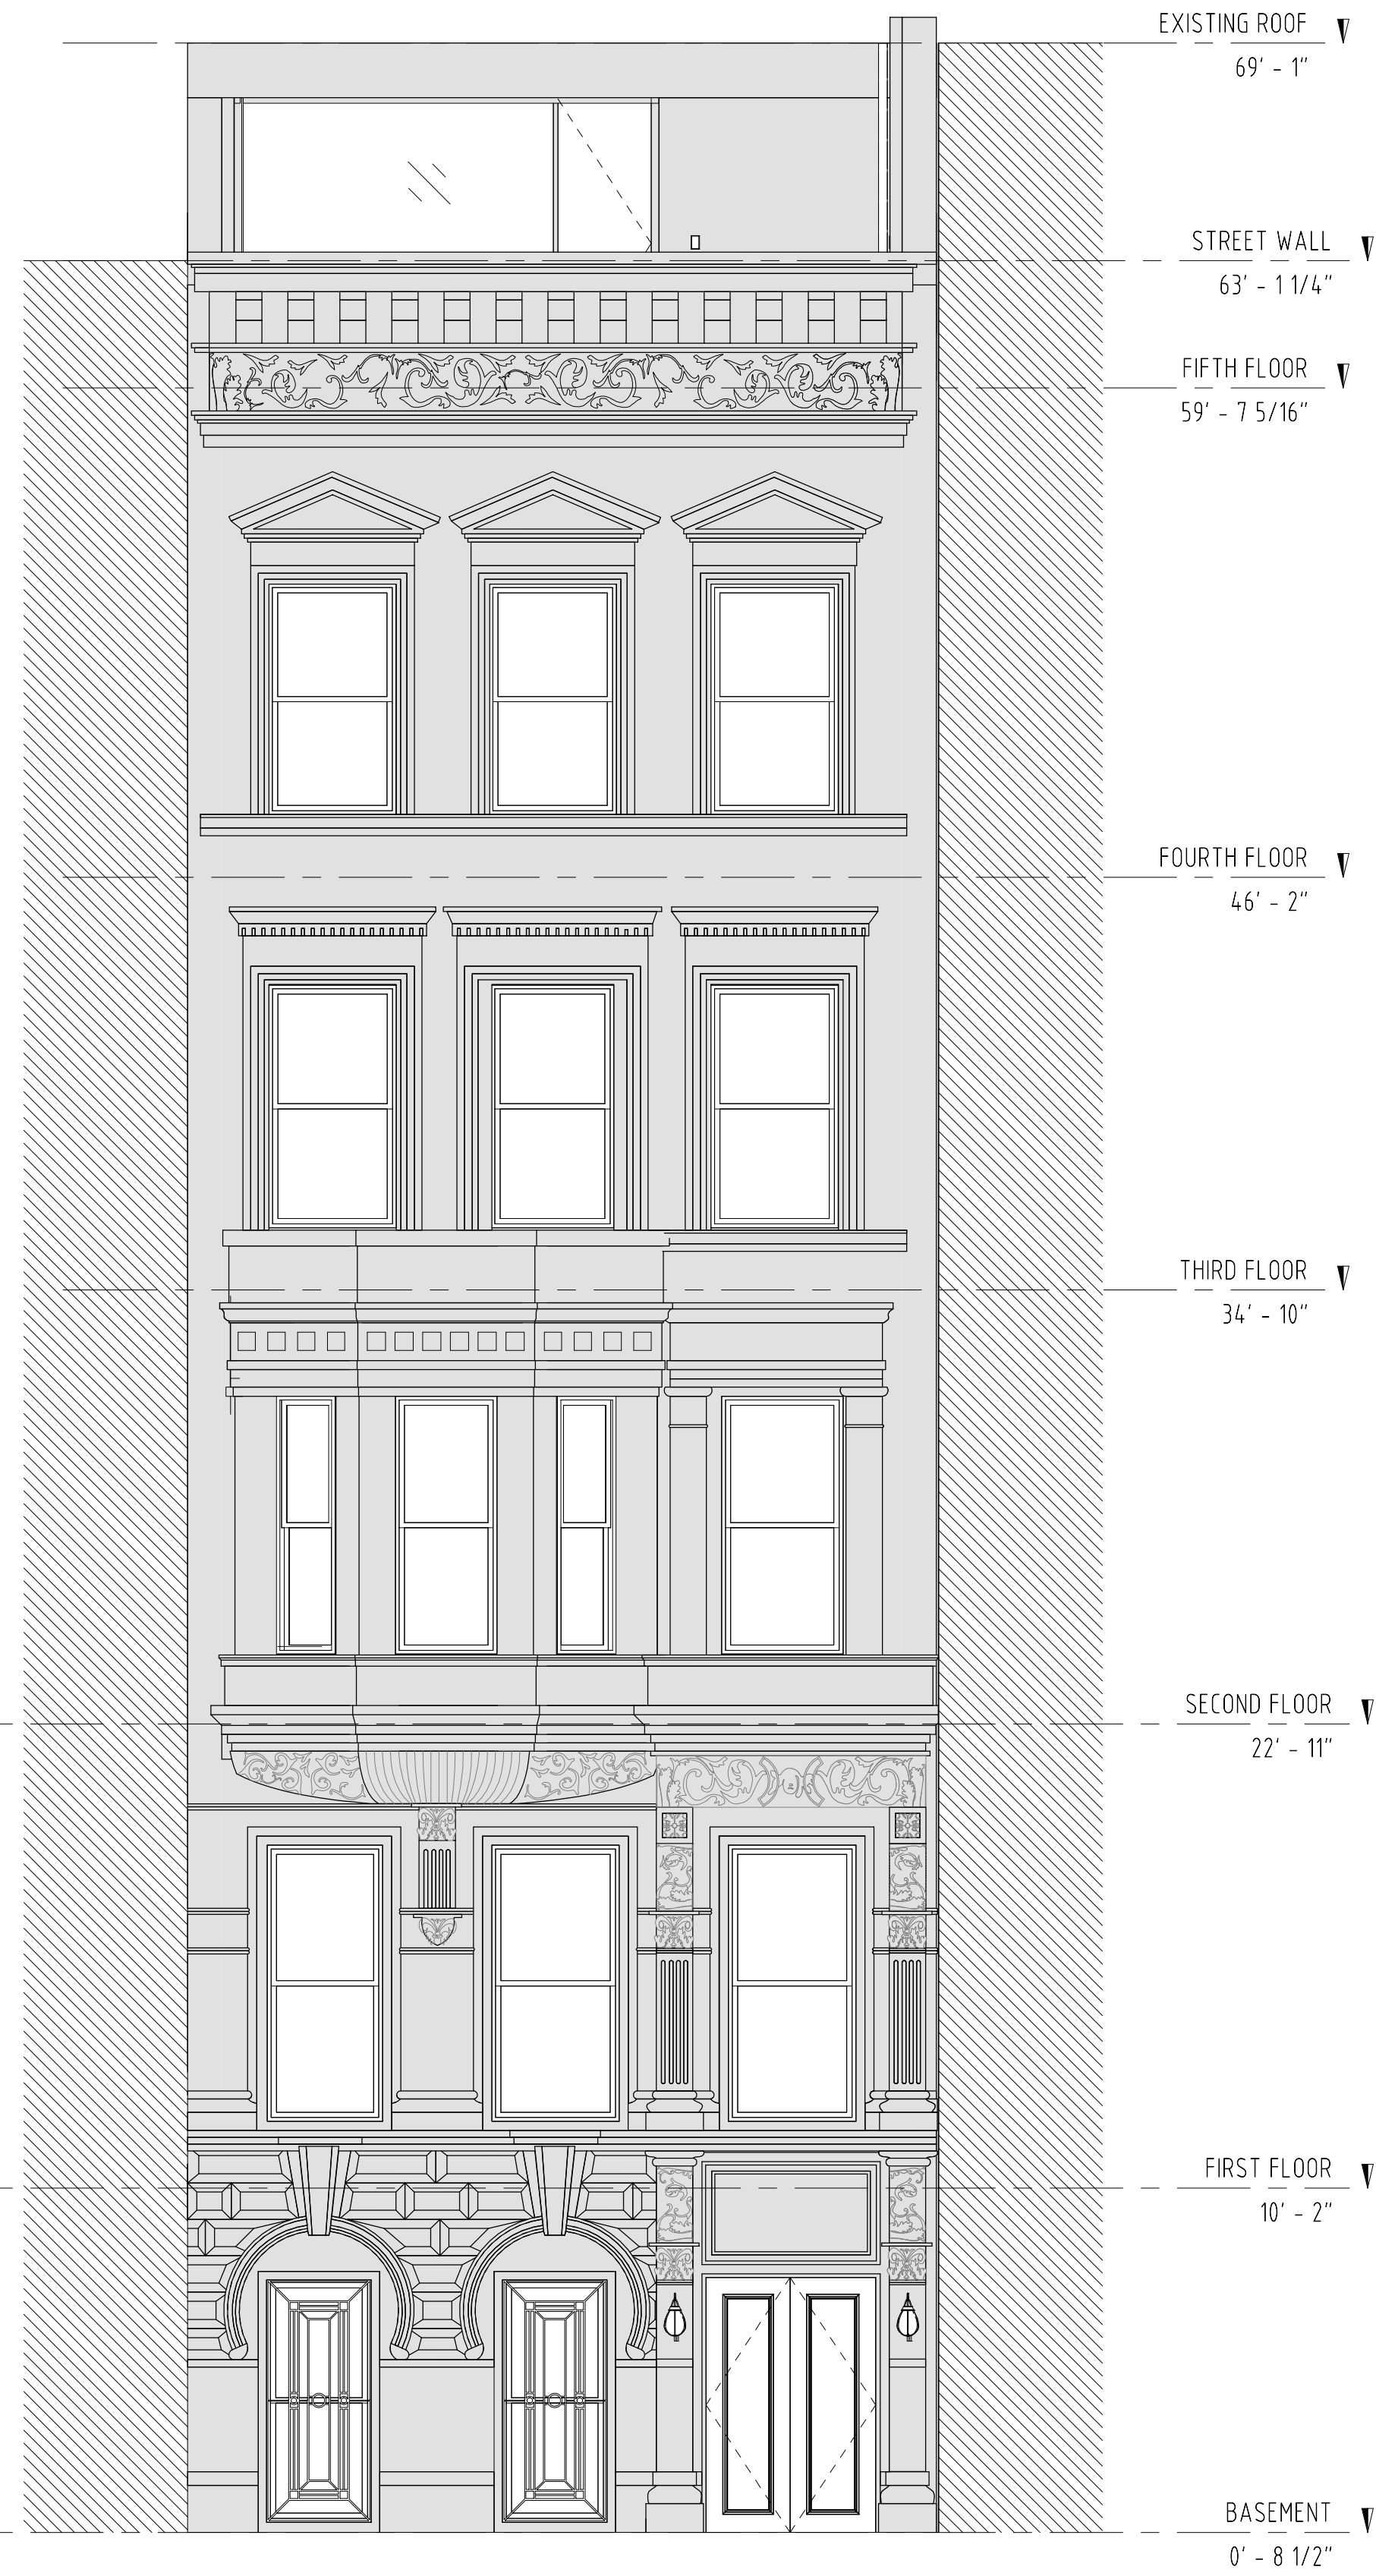 EXISTING ROOF
69' - 1"
STREET WALL
63' - 1 1/4"
FIFTH FLOOR
59' - 7 5/16"
FOURTH FLOOR
46' - 2"
THIRD FLOOR
34' - 10"
SECOND FLOOR
22' - 11"
FIRST FLOOR
10' - 2"
BASEMENT
0' - 8 1/2"